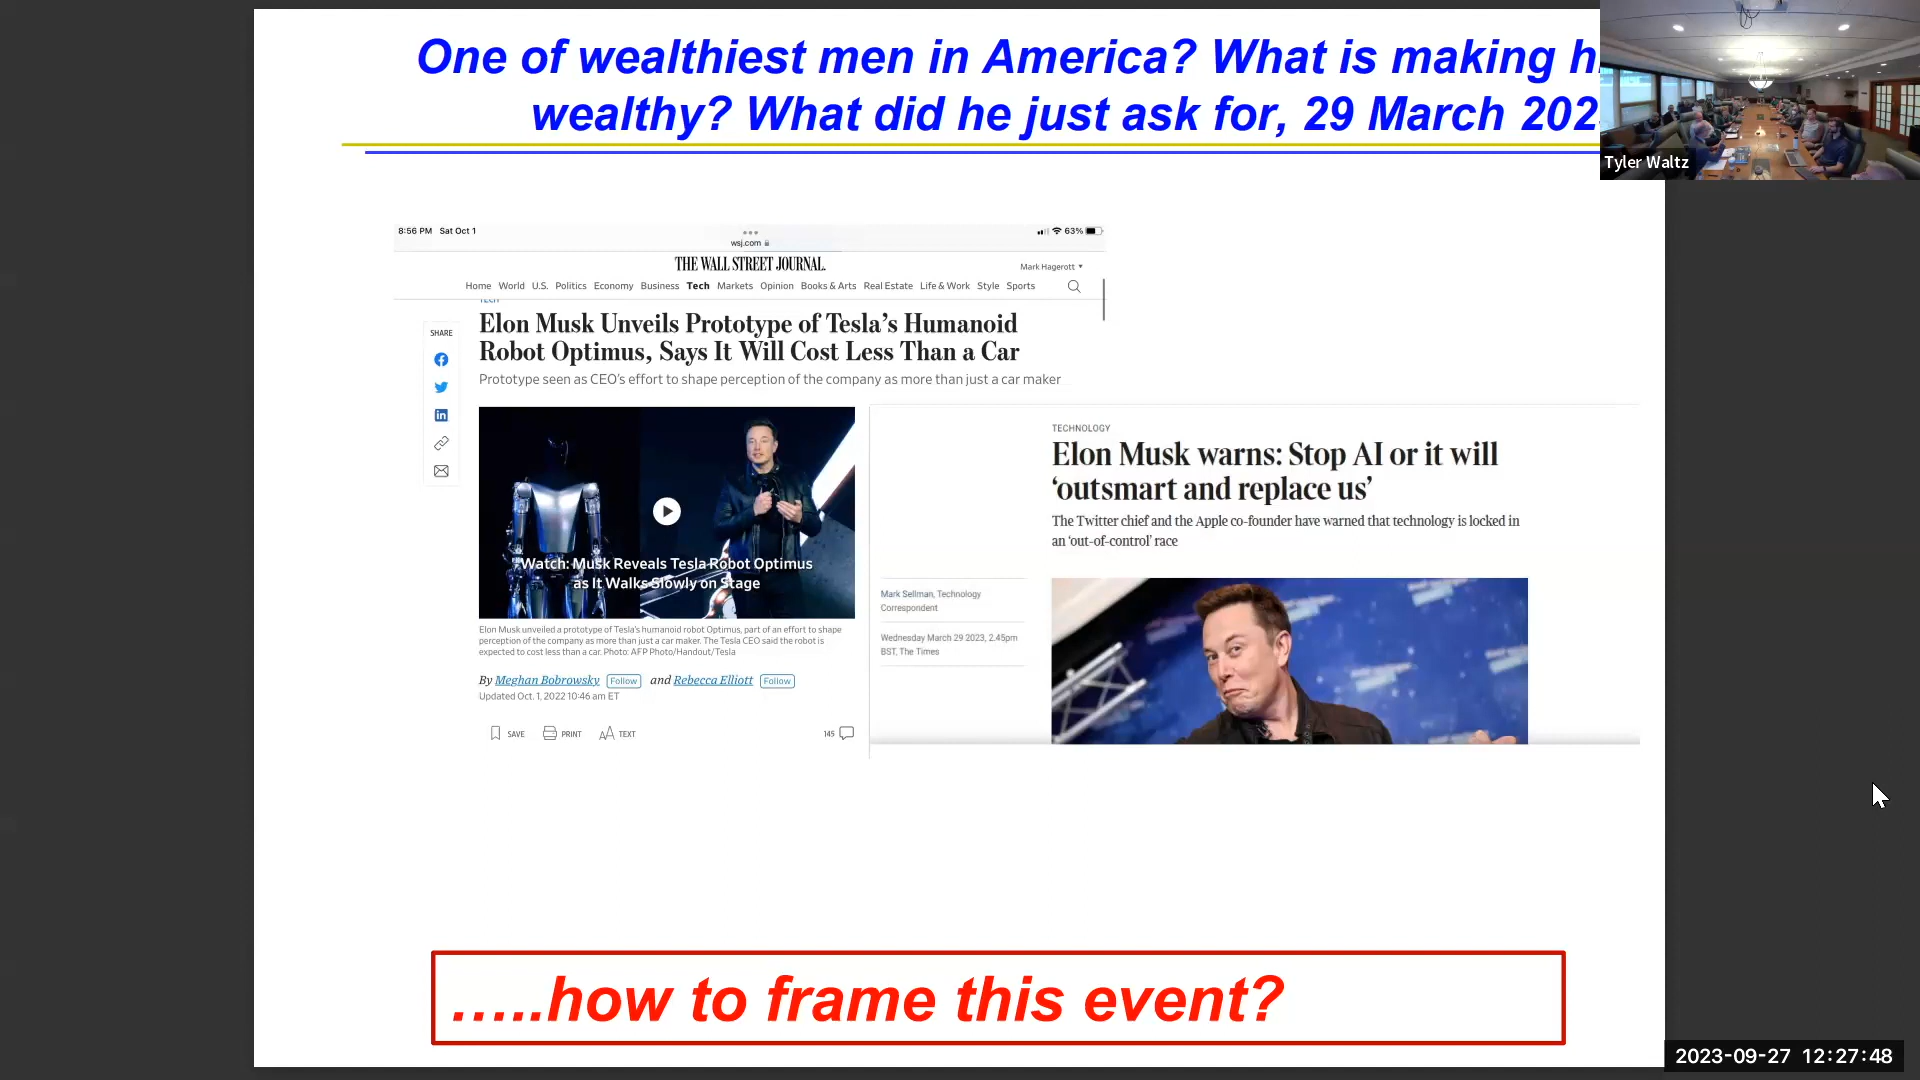 One of wealthiest men in America? What is making h
wealthy? What did he just ask for, 29 March 202
Tyler Waltz
8:56 PM Sat Oct 1
63%
wsj.com
THE WALL STREET JOURNAL.
Mark Hagerott
Home World U.S. Politics Economy Business Tech Markets Opinion Books & Arts Real Estate Life & Work Style Sports
TECH
SHARE
Elon Musk Unveils Prototype of Tesla's Humanoid
Robot Optimus, Says It Will Cost Less Than a Car
Prototype seen as CEO's effort to shape perception of the company as more than just a car maker
Watch: Musk Reveals Tesla Robot Optimus
as It Walks Slowly on Stage
Elon Musk unveiled a prototype of Tesla's humanoid robot Optimus, part of an effort to shape
perception of the company as more than just a car maker. The Tesla CEO said the robot is
expected to cost less than a car. Photo: AFP Photo/Handout/Tesla
By Meghan Bobrowsky Follow and Rebecca Elliott Follow
Updated Oct. 1, 2022 10:46 am ET
SAVE PRINT AA TEXT 145
TECHNOLOGY
Elon Musk warns: Stop AI or it will
‘outsmart and replace us’
The Twitter chief and the Apple co-founder have warned that technology is locked in
an ‘out-of-control’ race
Mark Sellman, Technology
Correspondent
Wednesday March 29 2023, 2.45pm
BST, The Times
.....how to frame this event?
2023-09-27 12:27:48